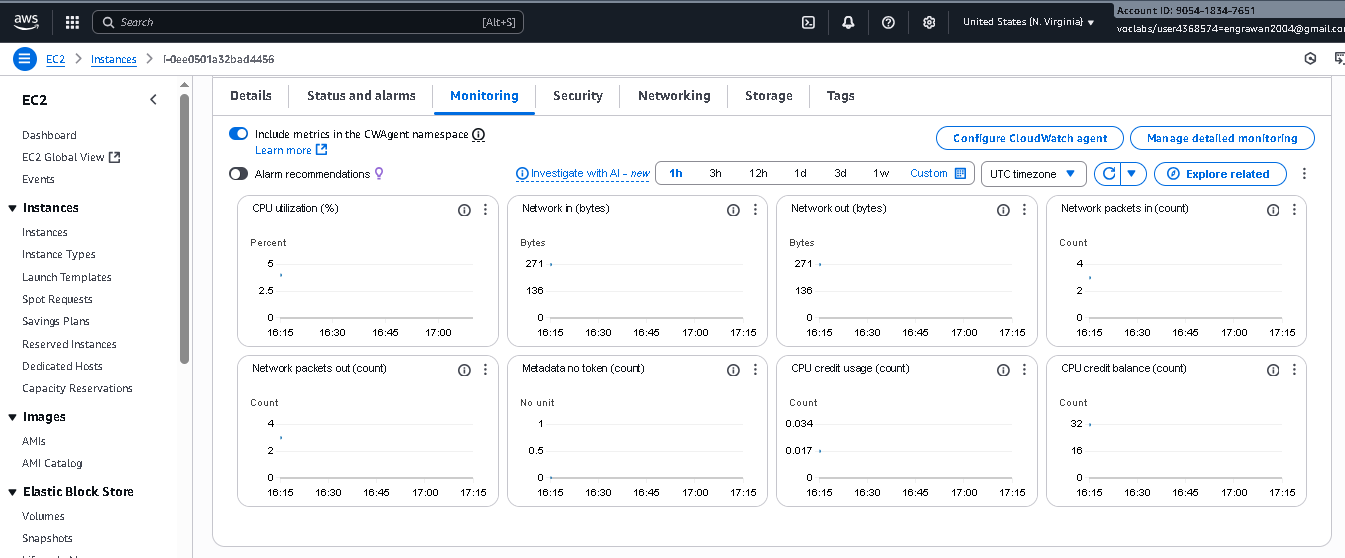 aws
Search
[Alt+S]
United States (N. Virginia)
Account ID: 9054-1834-7651
voclabs/user4368574=engrawan2004@gmail.co
EC2
Instances
i-0ee0501a32bad4456
EC2
Dashboard
EC2 Global View
Events
Instances
Instances
Instance Types
Launch Templates
Spot Requests
Savings Plans
Reserved Instances
Dedicated Hosts
Capacity Reservations
Images
AMIs
AMI Catalog
Elastic Block Store
Volumes
Snapshots
Details
Status and alarms
Monitoring
Security
Networking
Storage
Tags
Include metrics in the CWAgent namespace
Learn more
Configure CloudWatch agent
Manage detailed monitoring
Alarm recommendations
Investigate with AI - new
1h
3h
12h
1d
3d
1w
Custom
UTC timezone
Explore related
CPU utilization (%)
Percent
5
2.5
0
16:15 16:30 16:45 17:00
Network in (bytes)
Bytes
271
136
0
16:15 16:30 16:45 17:00 17:15
Network out (bytes)
Bytes
271
136
0
16:15 16:30 16:45 17:00 17:15
Network packets in (count)
Count
4
2
0
16:15 16:30 16:45 17:00 17:15
Network packets out (count)
Count
4
2
0
16:15 16:30 16:45 17:00 17:15
Metadata no token (count)
No unit
1
0.5
0
16:15 16:30 16:45 17:00 17:15
CPU credit usage (count)
Count
0.034
0.017
0
16:15 16:30 16:45 17:00 17:15
CPU credit balance (count)
Count
32
16
0
16:15 16:30 16:45 17:00 17:15